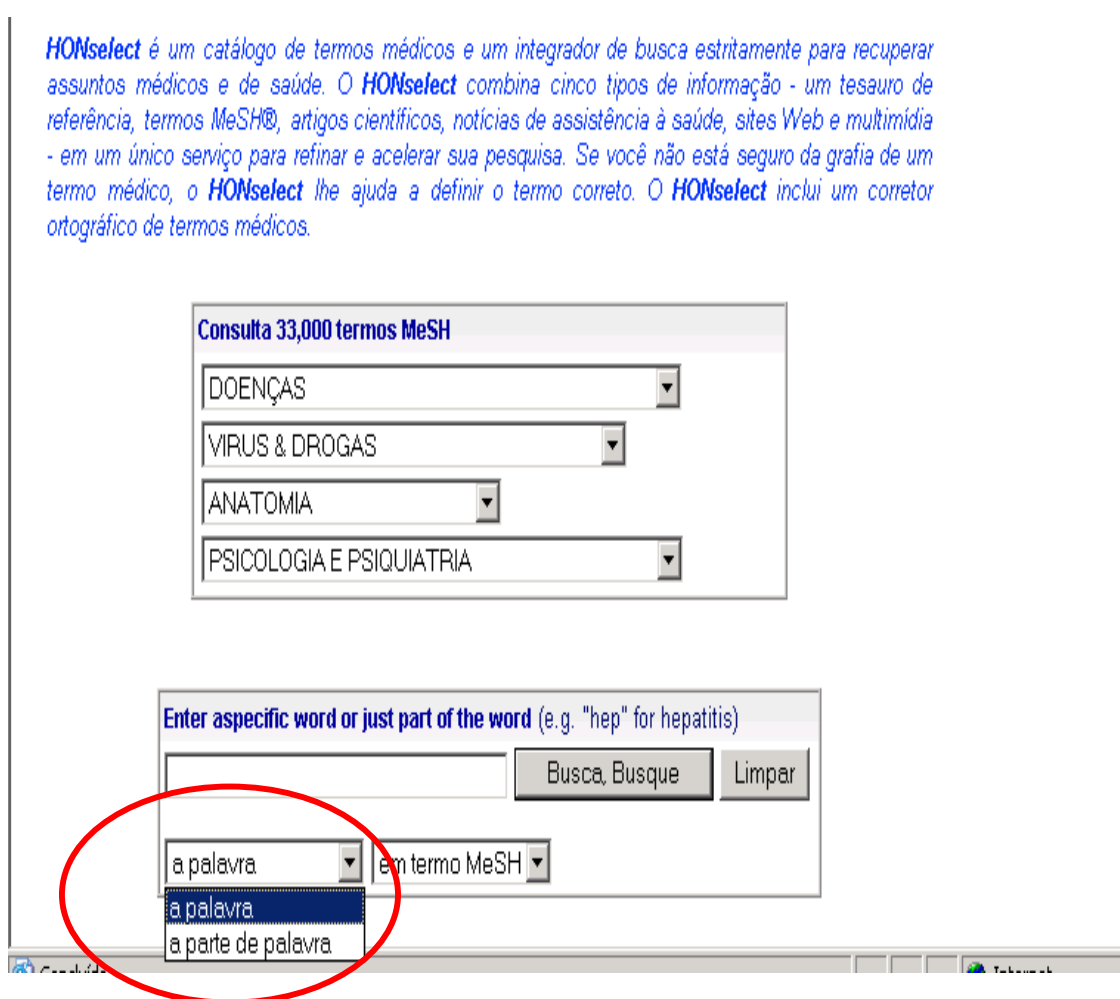 HONselect é um catálogo de termos médicos e um integrador de busca estritamente para recuperar
assuntos médicos e de saúde. O HONselect combina cinco tipos de informação - um tesauro de
referência, termos MeSH®, artigos científicos, notícias de assistência à saúde, sites Web e multimídia
- em um único serviço para refinar e acelerar sua pesquisa. Se você não está seguro da grafia de um
termo médico, o HONselect lhe ajuda a definir o termo correto. O HONselect inclui um corretor
ortográfico de termos médicos.
Consulta 33,000 termos MeSH
DOENÇAS
VIRUS & DROGAS
ANATOMIA
PSICOLOGIA E PSIQUIATRIA
Enter aspecific word or just part of the word (e.g. "hep" for hepatitis)
Busca, Busque Limpar
a palavra em termo MeSH
a palavra
a parte de palavra
Concluído Internet